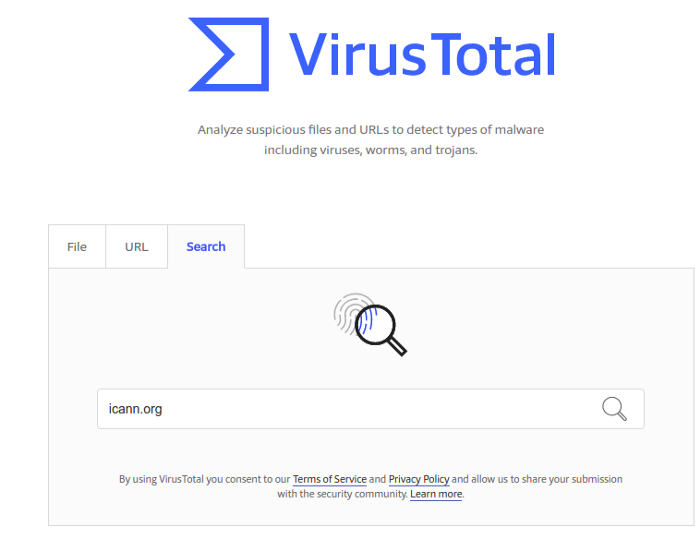 VirusTotal
Analyze suspicious files and URLs to detect types of malware
including viruses, worms, and trojans.
File URL Search
icann.org
By using VirusTotal you consent to our Terms of Service and Privacy Policy and allow us to share your submission
with the security community. Learn more.